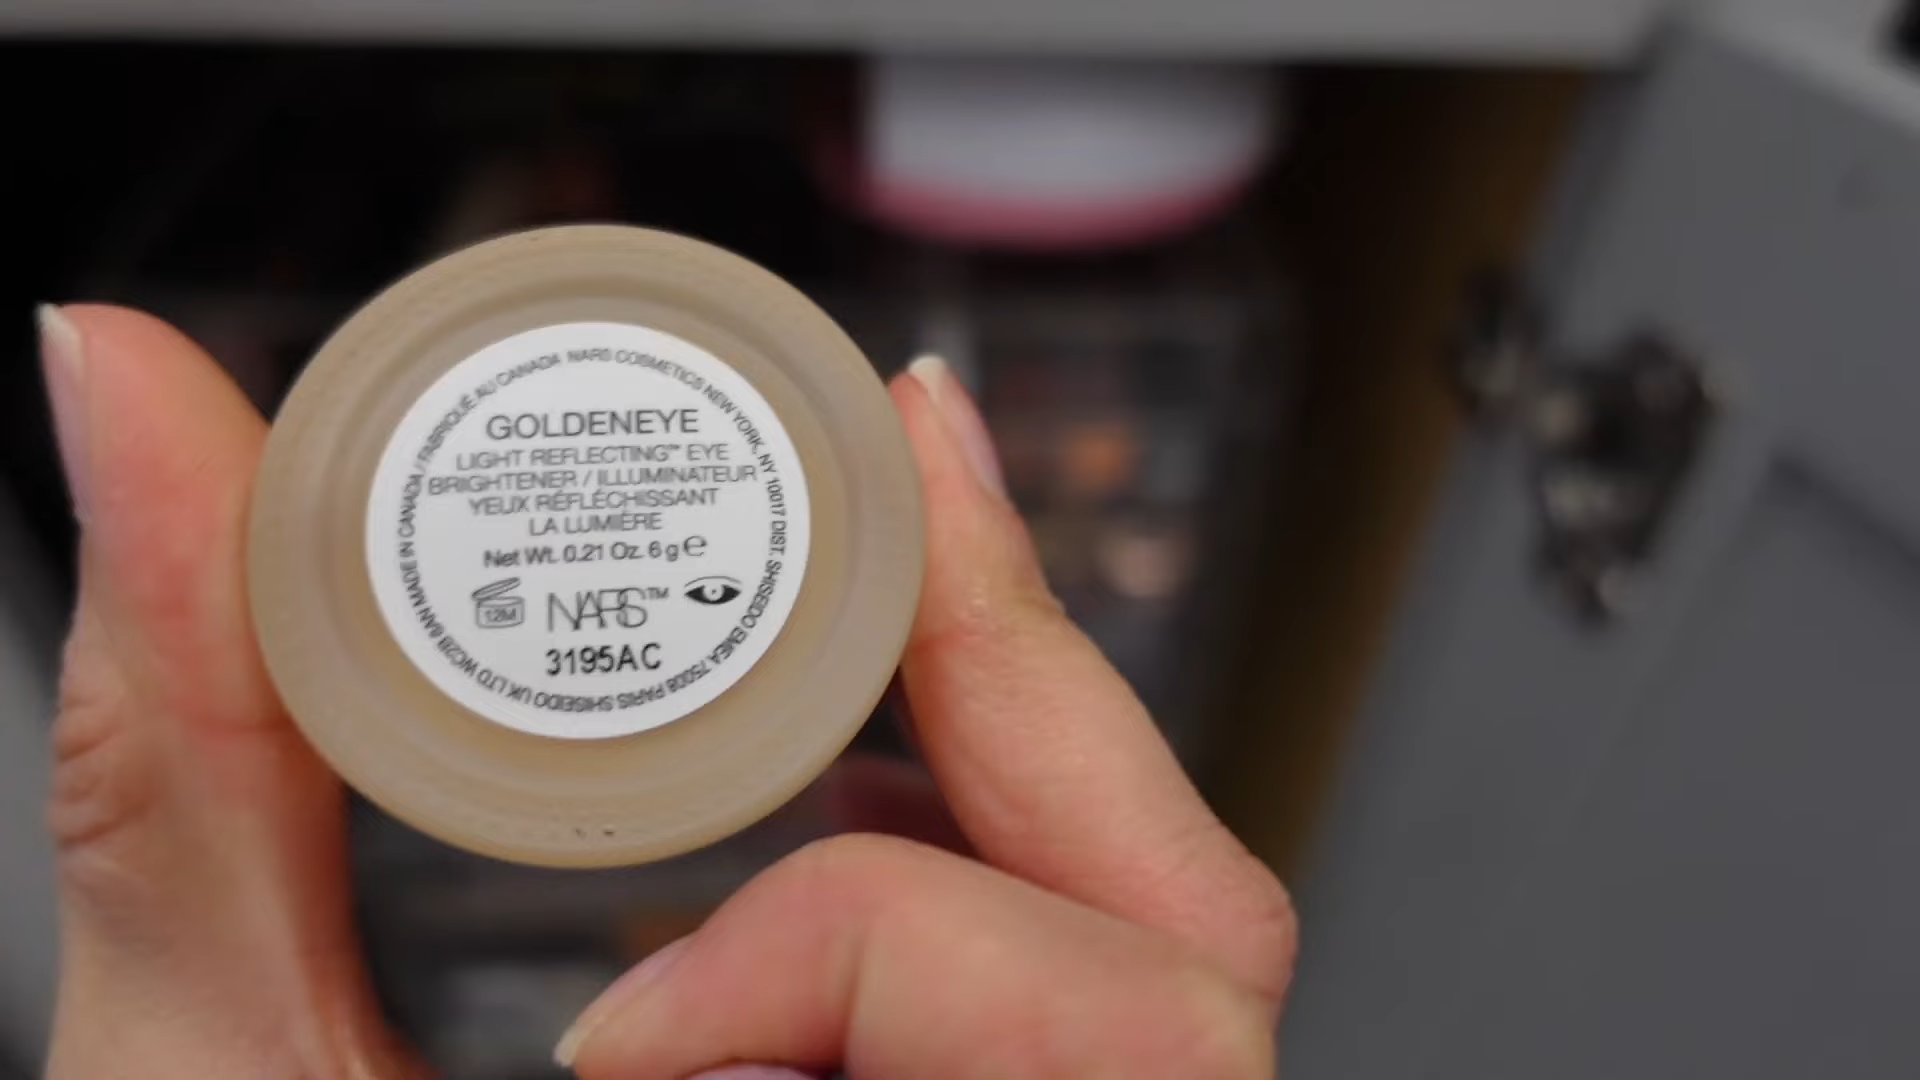 GOLDENEYE
LIGHT REFLECTING™ EYE
BRIGHTENER / ILLUMINATEUR
YEUX RÉFLÉCHISSANT
LA LUMIÈRE
Net Wt. 0.21 Oz. 6 g ℮
12M NARS™
3195AC
NARS COSMETICS NEW YORK, NY 10017 DIST. SHISEIDO EMEA 75008 PARIS SHISEIDO UK LTD WC2B 6AN MADE IN CANADA / FABRIQUÉ AU CANADA